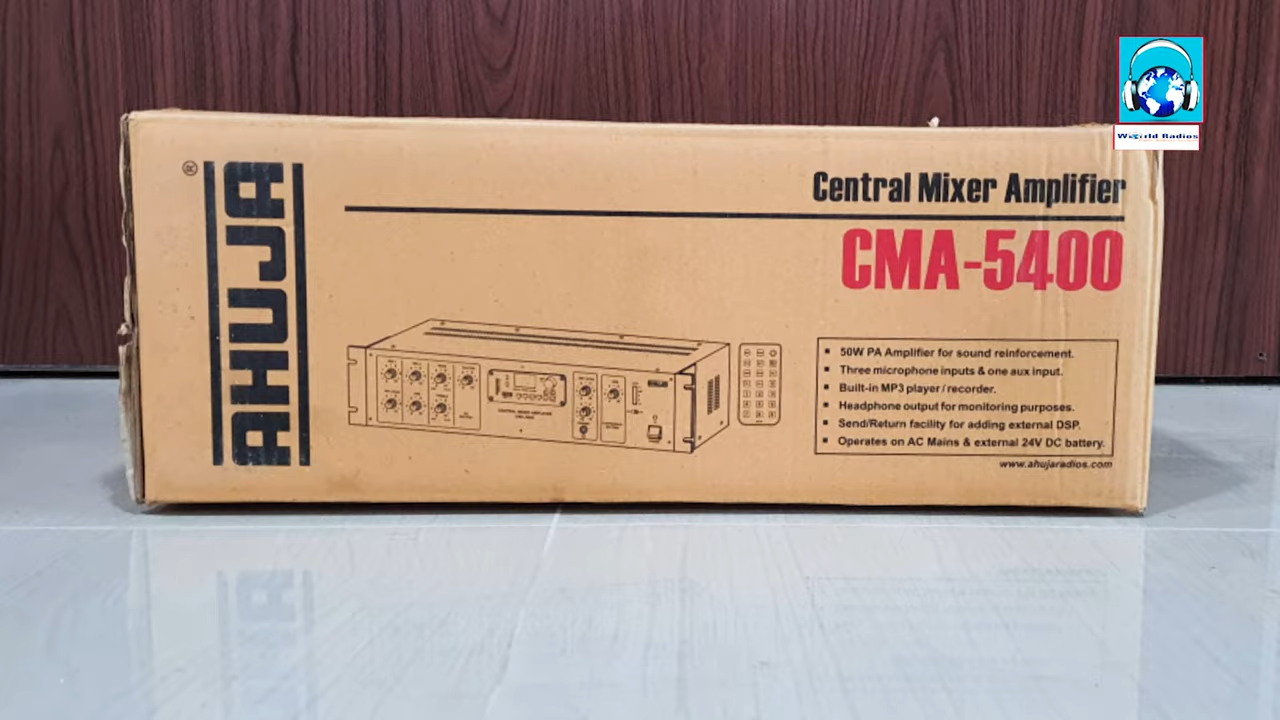 World Radios
AHUJA
®
Central Mixer Amplifier
CMA-5400
▪ 50W PA Amplifier for sound reinforcement.
▪ Three microphone inputs & one aux input.
▪ Built-in MP3 player / recorder.
▪ Headphone output for monitoring purposes.
▪ Send/Return facility for adding external DSP.
▪ Operates on AC Mains & external 24V DC battery.
www.ahujaradios.com